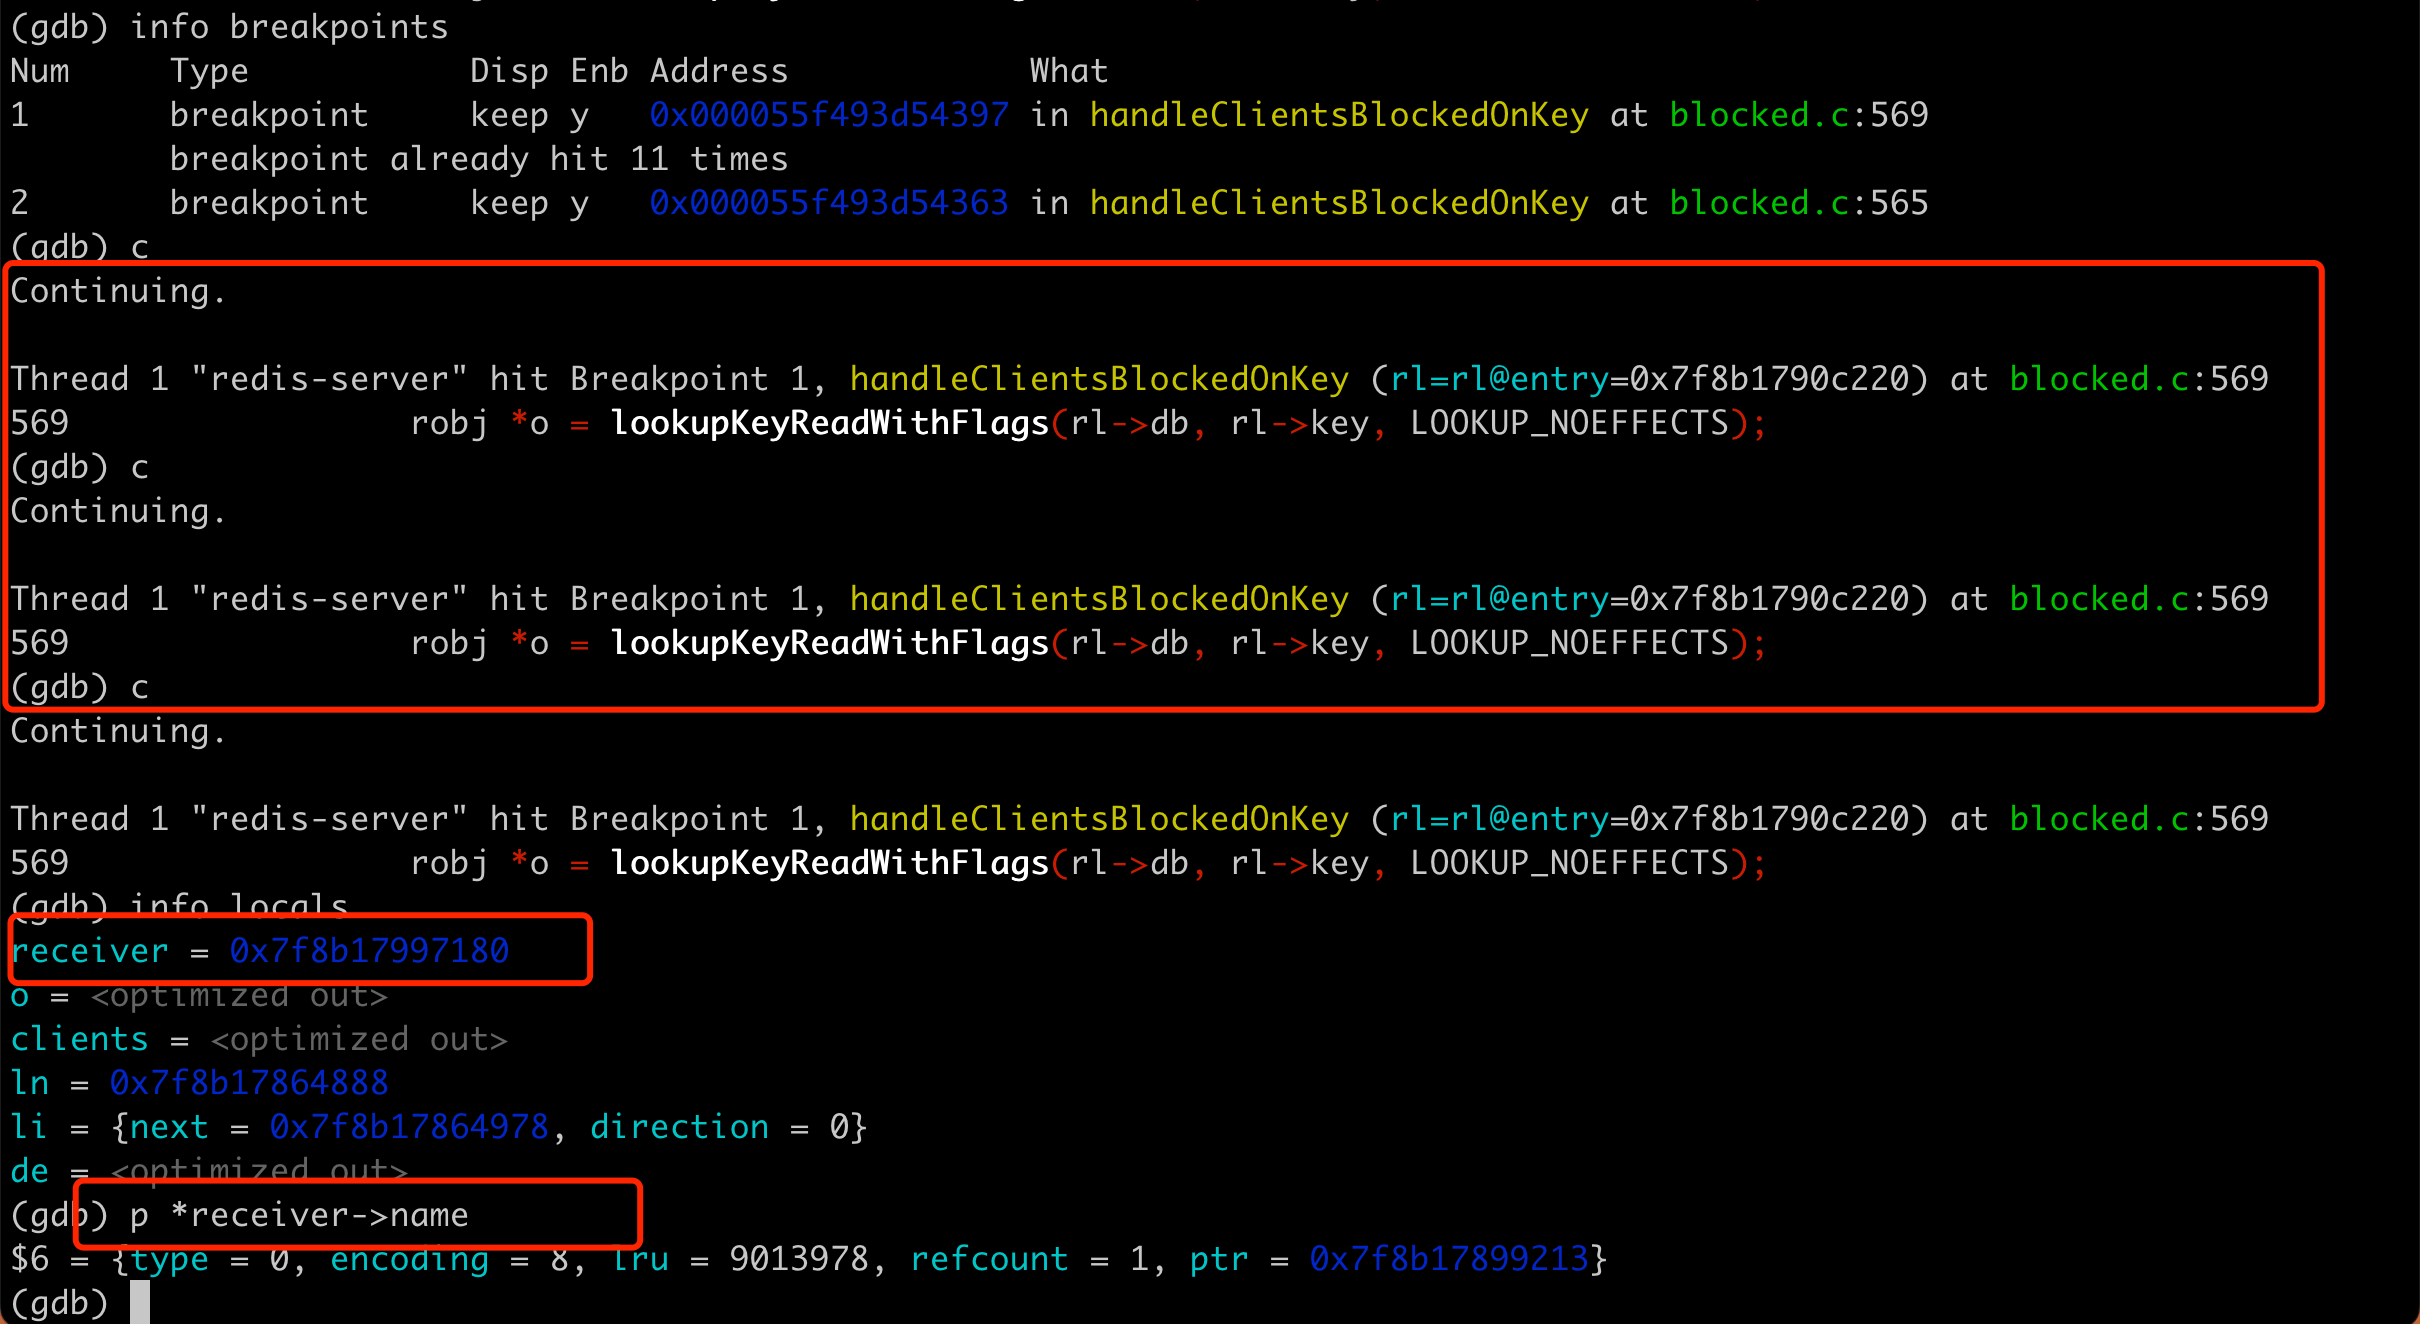 (gdb) info breakpoints
Num     Type           Disp Enb Address            What
1       breakpoint     keep y   0x000055f493d54397 in handleClientsBlockedOnKey at blocked.c:569
        breakpoint already hit 11 times
2       breakpoint     keep y   0x000055f493d54363 in handleClientsBlockedOnKey at blocked.c:565
(gdb) c
Continuing.
Thread 1 "redis-server" hit Breakpoint 1, handleClientsBlockedOnKey (rl=rl@entry=0x7f8b1790c220) at blocked.c:569
569                 robj *o = lookupKeyReadWithFlags(rl->db, rl->key, LOOKUP_NOEFFECTS);
(gdb) c
Continuing.
Thread 1 "redis-server" hit Breakpoint 1, handleClientsBlockedOnKey (rl=rl@entry=0x7f8b1790c220) at blocked.c:569
569                 robj *o = lookupKeyReadWithFlags(rl->db, rl->key, LOOKUP_NOEFFECTS);
(gdb) c
Continuing.
Thread 1 "redis-server" hit Breakpoint 1, handleClientsBlockedOnKey (rl=rl@entry=0x7f8b1790c220) at blocked.c:569
569                 robj *o = lookupKeyReadWithFlags(rl->db, rl->key, LOOKUP_NOEFFECTS);
(gdb) info locals
receiver = 0x7f8b17997180
o = <optimized out>
clients = <optimized out>
ln = 0x7f8b17864888
li = {next = 0x7f8b17864978, direction = 0}
de = <optimized out>
(gdb) p *receiver->name
$6 = {type = 0, encoding = 8, lru = 9013978, refcount = 1, ptr = 0x7f8b17899213}
(gdb)